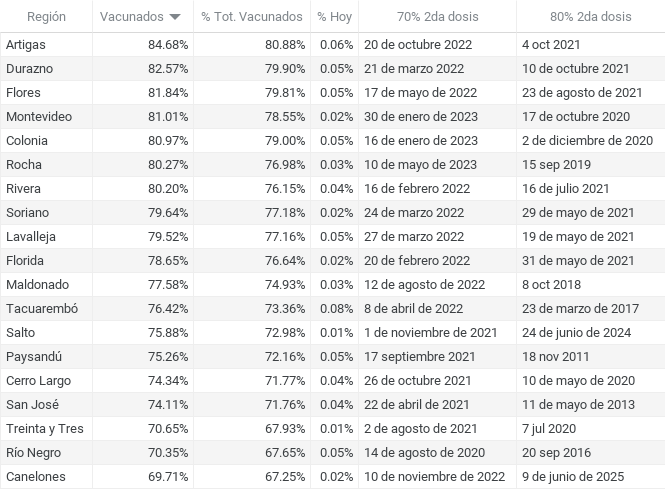 Región Vacunados % Tot. Vacunados % Hoy 70% 2da dosis 80% 2da dosis
Artigas 84.68% 80.88% 0.06% 20 de octubre 2022 4 oct 2021
Durazno 82.57% 79.90% 0.05% 21 de marzo 2022 10 de octubre 2021
Flores 81.84% 79.81% 0.05% 17 de mayo de 2022 23 de agosto de 2021
Montevideo 81.01% 78.55% 0.02% 30 de enero de 2023 17 de octubre 2020
Colonia 80.97% 79.00% 0.05% 16 de enero de 2023 2 de diciembre de 2020
Rocha 80.27% 76.98% 0.03% 10 de mayo de 2023 15 sep 2019
Rivera 80.20% 76.15% 0.04% 16 de febrero 2022 16 de julio 2021
Soriano 79.64% 77.18% 0.02% 24 de marzo 2022 29 de mayo de 2021
Lavalleja 79.52% 77.16% 0.05% 27 de marzo 2022 19 de mayo de 2021
Florida 78.65% 76.64% 0.02% 20 de febrero 2022 31 de mayo de 2021
Maldonado 77.58% 74.93% 0.03% 12 de agosto de 2022 8 oct 2018
Tacuarembó 76.42% 73.36% 0.08% 8 de abril de 2022 23 de marzo de 2017
Salto 75.88% 72.98% 0.01% 1 de noviembre de 2021 24 de junio de 2024
Paysandú 75.26% 72.16% 0.05% 17 septiembre 2021 18 nov 2011
Cerro Largo 74.34% 71.77% 0.04% 26 de octubre 2021 10 de mayo de 2020
San José 74.11% 71.76% 0.04% 22 de abril de 2021 11 de mayo de 2013
Treinta y Tres 70.65% 67.93% 0.01% 2 de agosto de 2021 7 jul 2020
Río Negro 70.35% 67.65% 0.05% 14 de agosto de 2020 20 sep 2016
Canelones 69.71% 67.25% 0.02% 10 de noviembre de 2022 9 de junio de 2025